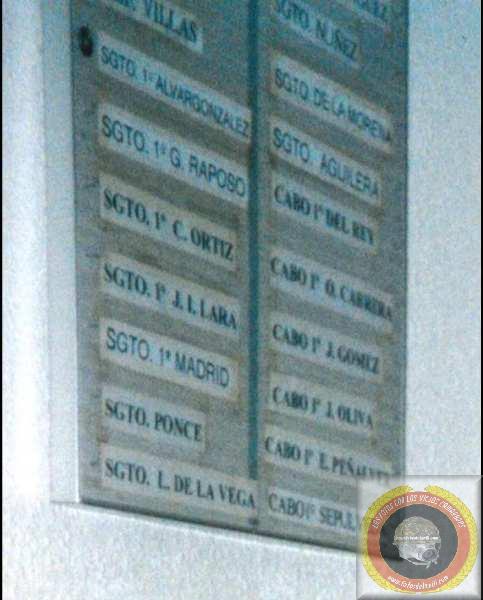 VILLAS
SGTO. 1º ALVARGONZALEZ
SGTO. 1º G. RAPOSO
SGTO. 1º C. ORTIZ
SGTO. 1º J. I. LARA
SGTO. 1º MADRID
SGTO. PONCE
SGTO. L. DE LA VEGA
SGTO. NUÑEZ
SGTO. DE LA MORENA
SGTO. AGUILERA
CABO 1º DEL REY
CABO 1º O. CABRERA
CABO 1º J. GOMEZ
CABO 1º J. OLIVA
CABO 1º E. PEÑALVER
CABO 1º